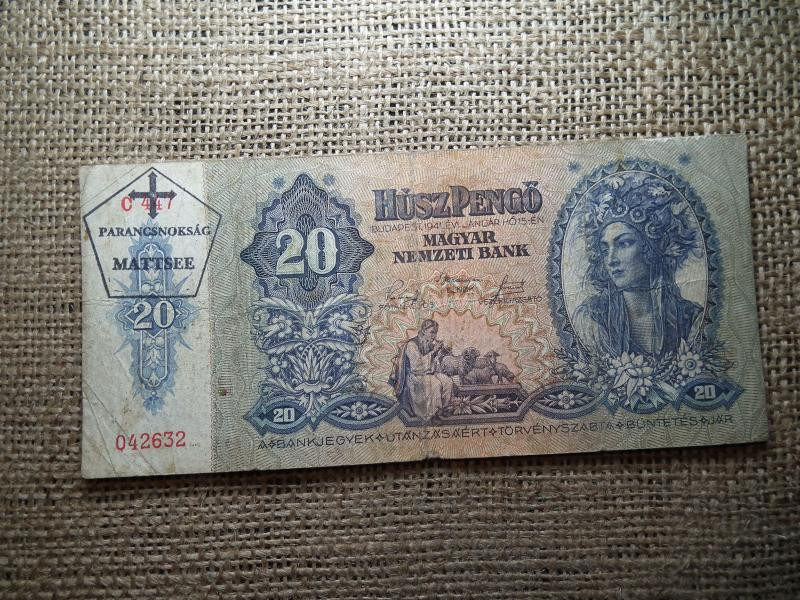 C 447
PARANCSNOKSÁG
MATTSEE
20
042632
20
HÚSZ PENGŐ
BUDAPEST, 1941. ÉVI JANUÁR HÓ 15-ÉN
MAGYAR
NEMZETI BANK
20
20
A BANKJEGYEK UTÁNZÁSÁÉRT TÖRVÉNYSZABTA BÜNTETÉS JÁR